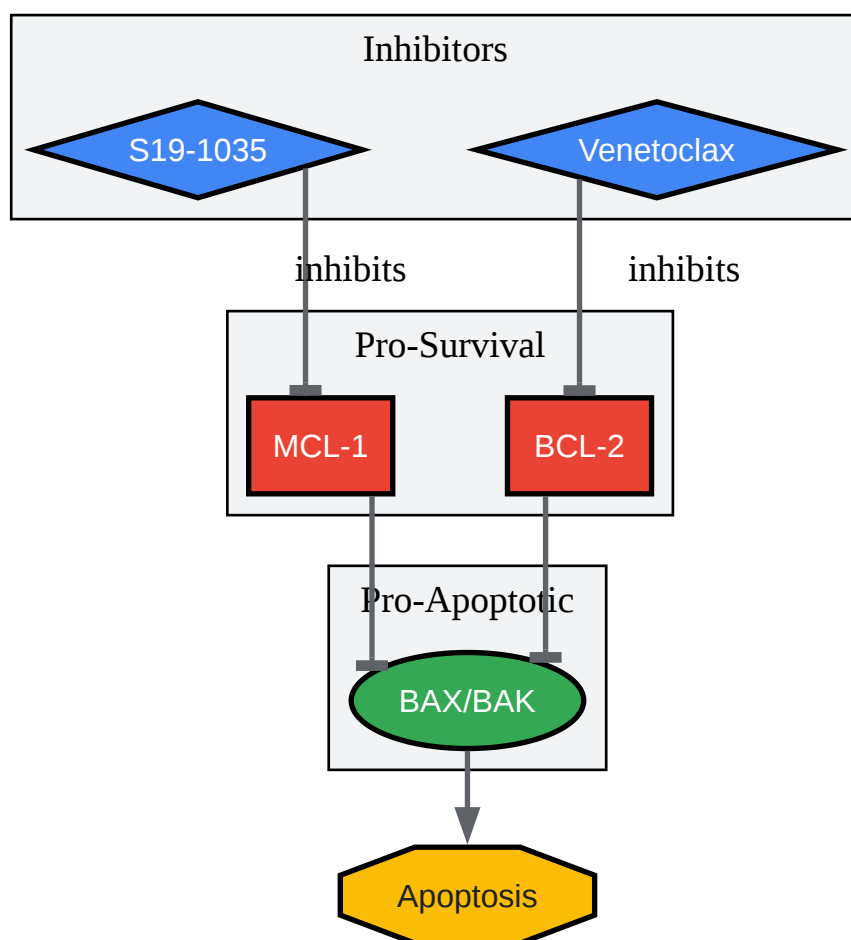 Inhibitors
S19-1035
Venetoclax
inhibits
inhibits
Pro-Survival
MCL-1
BCL-2
Pro-Apoptotic
BAX/BAK
Apoptosis